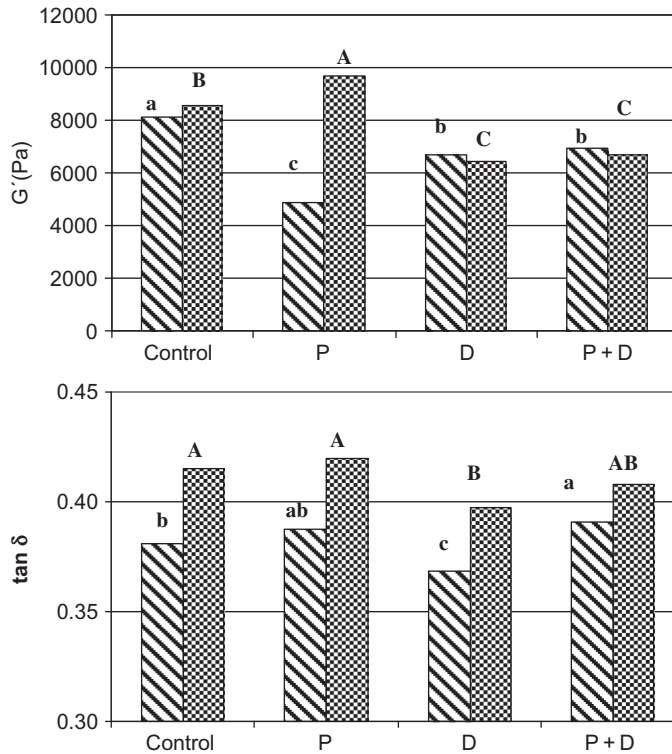 12000
10000
8000
6000
4000
2000
0
G´(Pa)
a B
c A
b C
b C
Control P D P + D
0.45
0.40
0.35
0.30
tan δ
b A
ab A
c B
a AB
Control P D P + D